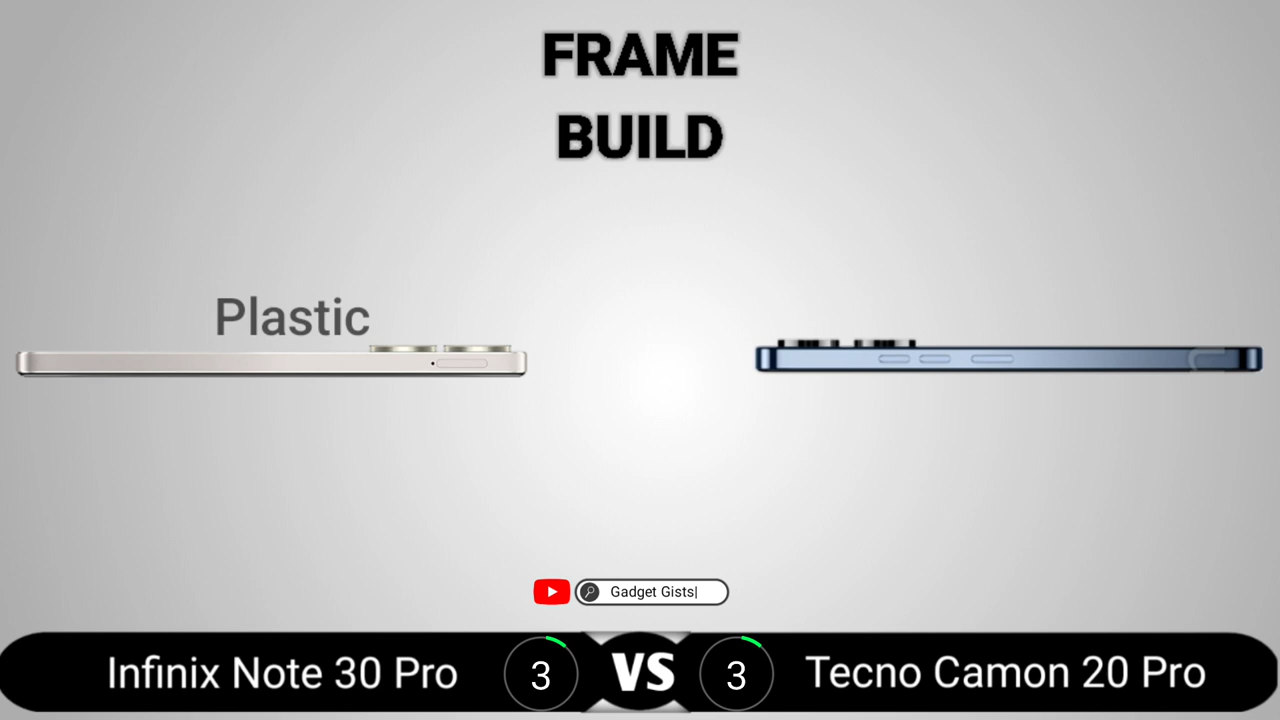 FRAME
BUILD
Plastic
Gadget Gists|
Infinix Note 30 Pro 3 VS 3 Tecno Camon 20 Pro